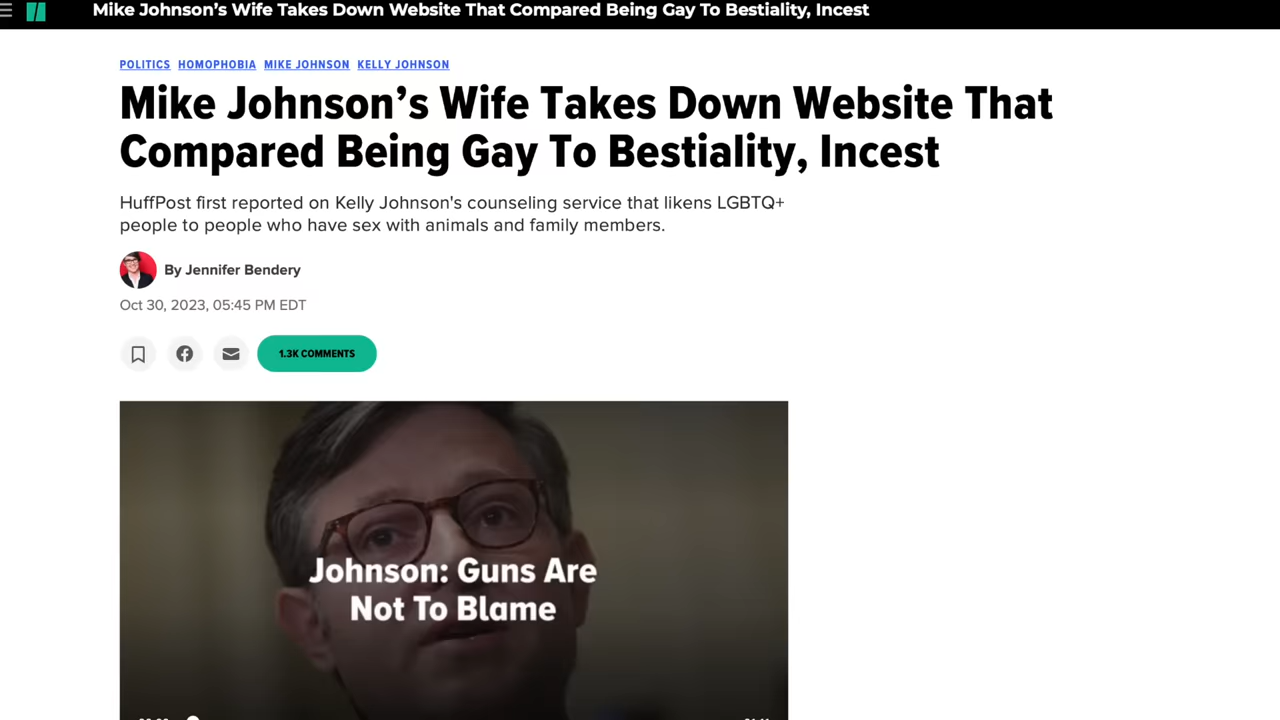 Mike Johnson’s Wife Takes Down Website That Compared Being Gay To Bestiality, Incest
POLITICS HOMOPHOBIA MIKE JOHNSON KELLY JOHNSON
Mike Johnson’s Wife Takes Down Website That
Compared Being Gay To Bestiality, Incest
HuffPost first reported on Kelly Johnson's counseling service that likens LGBTQ+
people to people who have sex with animals and family members.
By Jennifer Bendery
Oct 30, 2023, 05:45 PM EDT
1.3K COMMENTS
Johnson: Guns Are
Not To Blame